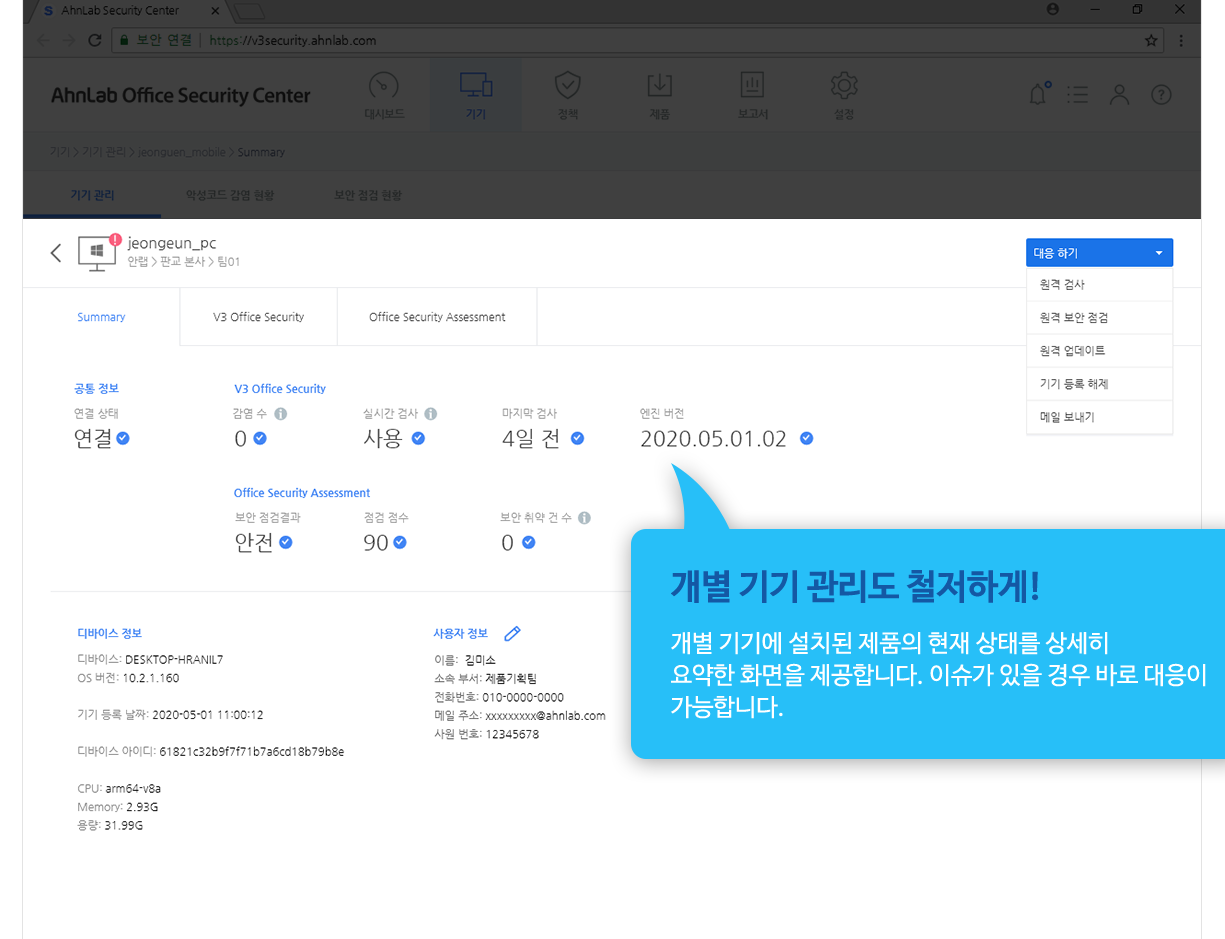 S AhnLab Security Center
보안 연결 https://v3security.ahnlab.com
AhnLab Office Security Center
대시보드 기기 정책 제품 보고서 설정
기기 > 기기 관리 > jeonguen_mobile > Summary
기기 관리 악성코드 감염 현황 보안 점검 현황
jeongeun_pc
안랩 > 판교 본사 > 팀01
대응 하기
원격 검사
원격 보안 점검
원격 업데이트
기기 등록 해제
메일 보내기
Summary V3 Office Security Office Security Assessment
공통 정보 V3 Office Security
연결 상태 감염 수 실시간 검사 마지막 검사 엔진 버전
연결 0 사용 4일 전 2020.05.01.02
Office Security Assessment
보안 점검결과 점검 점수 보안 취약 건 수
안전 90 0
개별 기기 관리도 철저하게!
개별 기기에 설치된 제품의 현재 상태를 상세히
요약한 화면을 제공합니다. 이슈가 있을 경우 바로 대응이
가능합니다.
디바이스 정보
디바이스: DESKTOP-HRANIL7
OS 버전: 10.2.1.160
기기 등록 날짜: 2020-05-01 11:00:12
디바이스 아이디: 61821c32b9f7f71b7a6cd18b79b8e
CPU: arm64-v8a
Memory: 2.93G
용량: 31.99G
사용자 정보
이름: 김미소
소속 부서: 제품기획팀
전화번호: 010-0000-0000
메일 주소: xxxxxxxxx@ahnlab.com
사원 번호: 12345678